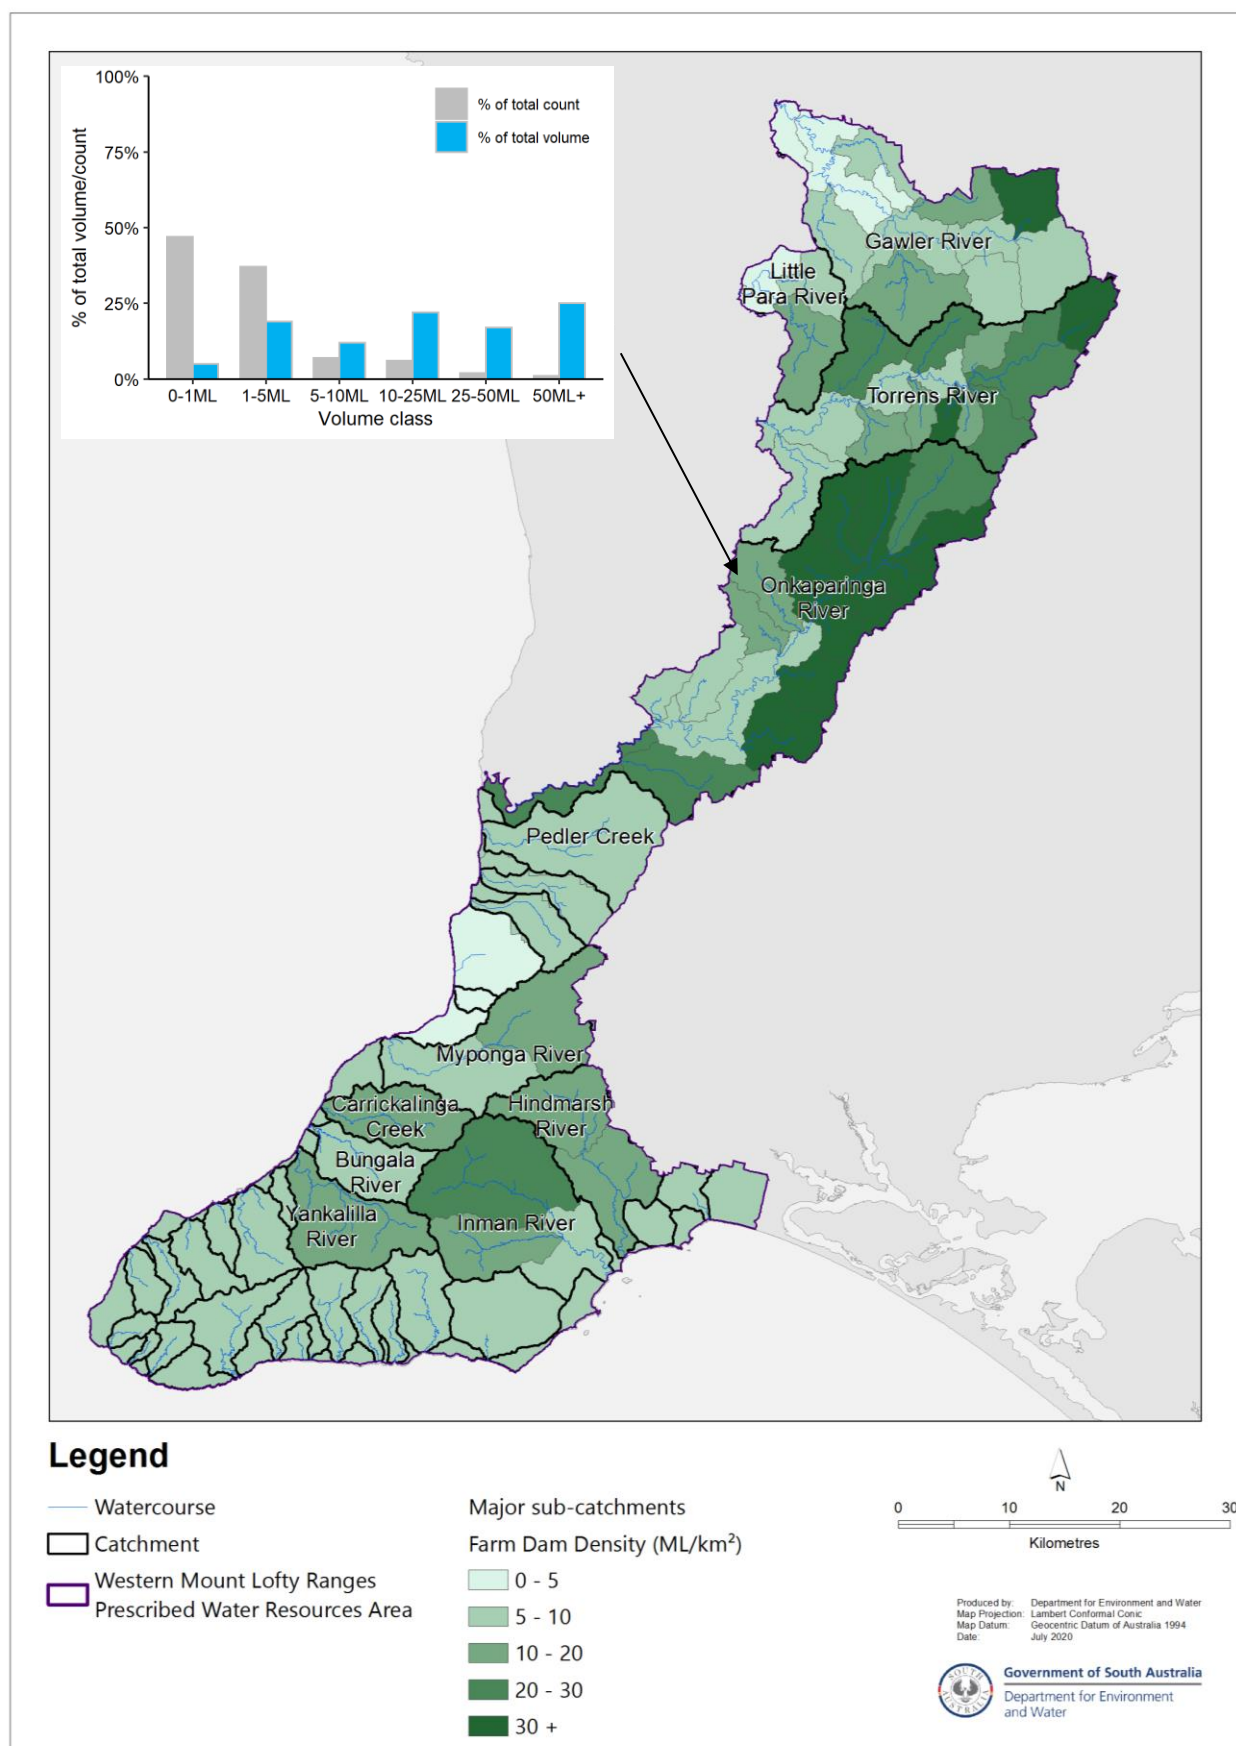 100%
75%
50%
25%
0%
% of total volume/count
% of total count
% of total volume
0-1ML 1-5ML 5-10ML 10-25ML 25-50ML 50ML+
Volume class
Gawler River
Little
Para River
Torrens River
Onkaparinga
River
Pedler Creek
Myponga River
Carrickalinga
Creek
Hindmarsh
River
Bungala
River
Yankalilla
River
Inman River
Legend
Watercourse
Catchment
Western Mount Lofty Ranges
Prescribed Water Resources Area
Major sub-catchments
Farm Dam Density (ML/km²)
0 - 5
5 - 10
10 - 20
20 - 30
30 +
N
0 10 20 30
Kilometres
Produced by: Department for Environment and Water
Map Projection: Lambert Conformal Conic
Map Datum: Geocentric Datum of Australia 1994
Date: July 2020
SOUTH
AUSTRALIA
Government of South Australia
Department for Environment
and Water